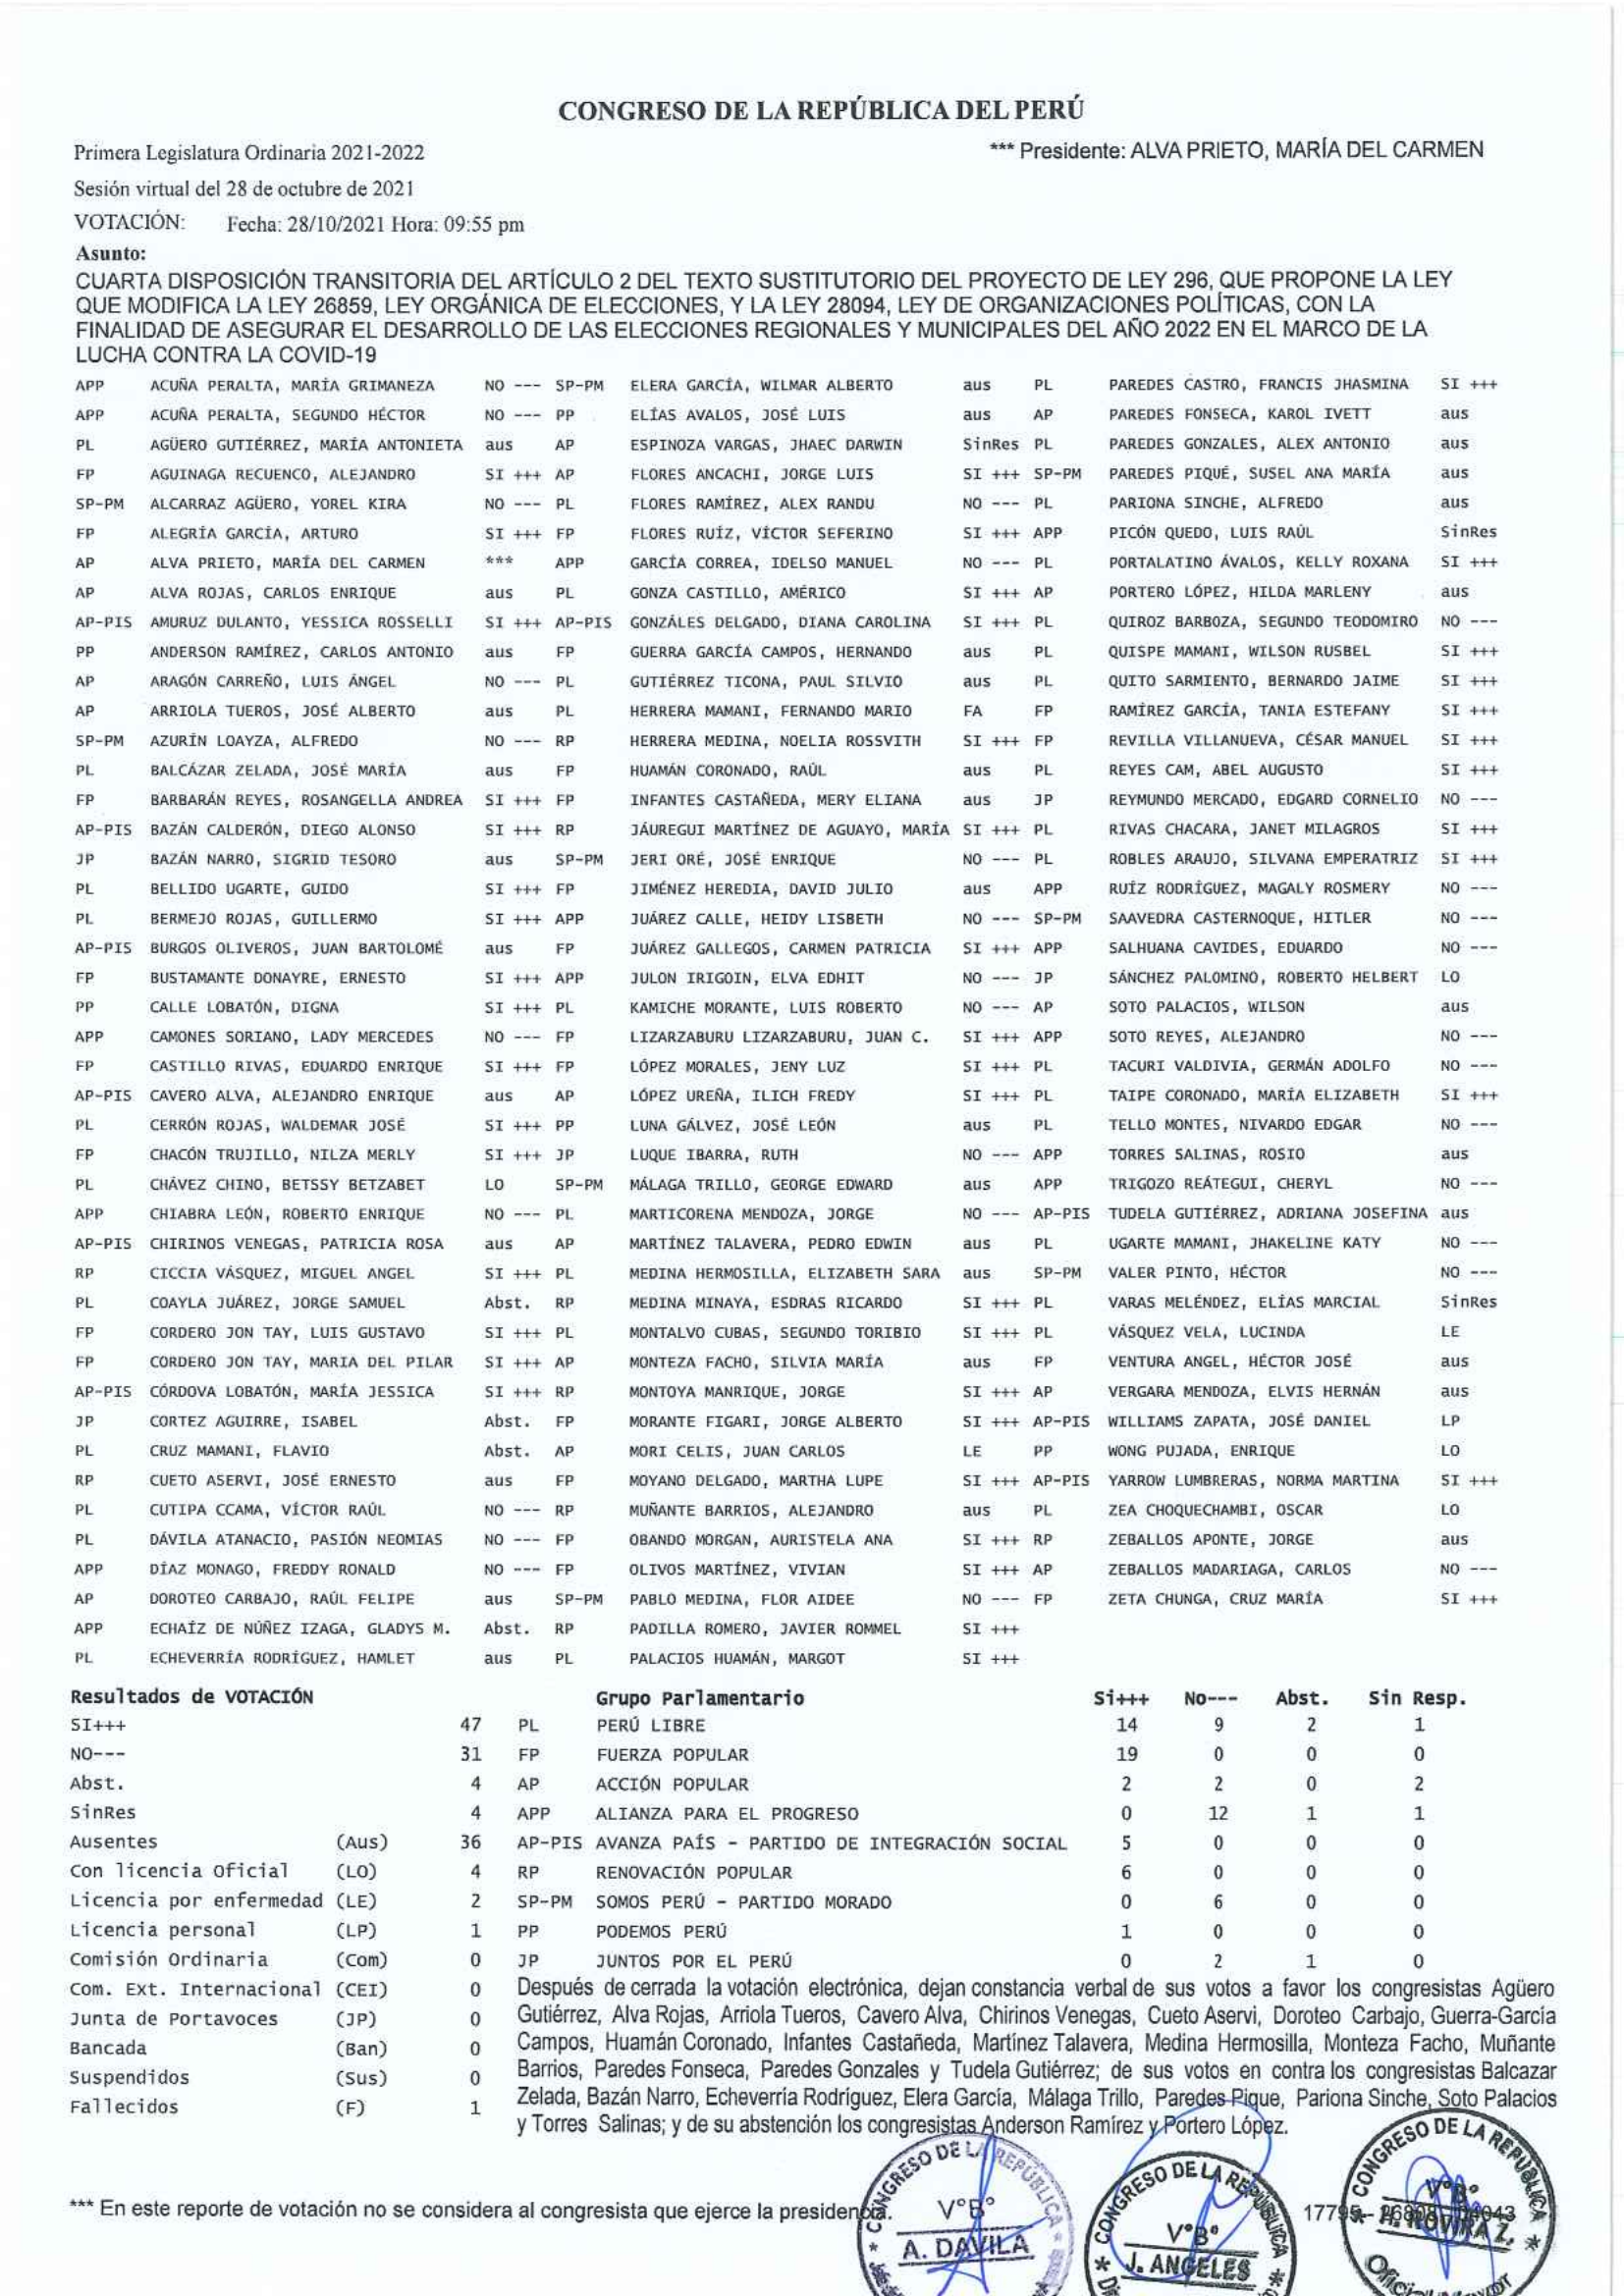 CONGRESO DE LA REPÚBLICA DEL PERÚ
Primera Legislatura Ordinaria 2021-2022 *** Presidente: ALVA PRIETO, MARÍA DEL CARMEN
Sesión virtual del 28 de octubre de 2021
VOTACIÓN: Fecha: 28/10/2021 Hora: 09:55 pm
Asunto:
CUARTA DISPOSICIÓN TRANSITORIA DEL ARTÍCULO 2 DEL TEXTO SUSTITUTORIO DEL PROYECTO DE LEY 296, QUE PROPONE LA LEY
QUE MODIFICA LA LEY 26859, LEY ORGÁNICA DE ELECCIONES, Y LA LEY 28094, LEY DE ORGANIZACIONES POLÍTICAS, CON LA
FINALIDAD DE ASEGURAR EL DESARROLLO DE LAS ELECCIONES REGIONALES Y MUNICIPALES DEL AÑO 2022 EN EL MARCO DE LA
LUCHA CONTRA LA COVID-19
APP ACUÑA PERALTA, MARÍA GRIMANEZA NO --- SP-PM ELERA GARCÍA, WILMAR ALBERTO aus PL PAREDES CASTRO, FRANCIS JHASMINA SI +++
APP ACUÑA PERALTA, SEGUNDO HÉCTOR NO --- PP ELÍAS AVALOS, JOSÉ LUIS aus AP PAREDES FONSECA, KAROL IVETT aus
PL AGÜERO GUTIÉRREZ, MARÍA ANTONIETA aus AP ESPINOZA VARGAS, JHAEC DARWIN SinRes PL PAREDES GONZALES, ALEX ANTONIO aus
FP AGUINAGA RECUENCO, ALEJANDRO SI +++ AP FLORES ANCACHI, JORGE LUIS SI +++ SP-PM PAREDES PIQUÉ, SUSEL ANA MARÍA aus
SP-PM ALCARRAZ AGÜERO, YOREL KIRA NO --- PL FLORES RAMÍREZ, ALEX RANDU NO --- PL PARIONA SINCHE, ALFREDO aus
FP ALEGRÍA GARCÍA, ARTURO SI +++ FP FLORES RUÍZ, VÍCTOR SEFERINO SI +++ APP PICÓN QUEDO, LUIS RAÚL SinRes
AP ALVA PRIETO, MARÍA DEL CARMEN *** APP GARCÍA CORREA, IDELSO MANUEL NO --- PL PORTALATINO ÁVALOS, KELLY ROXANA SI +++
AP ALVA ROJAS, CARLOS ENRIQUE aus PL GONZA CASTILLO, AMÉRICO SI +++ AP PORTERO LÓPEZ, HILDA MARLENY aus
AP-PIS AMURUZ DULANTO, YESSICA ROSSELLI SI +++ AP-PIS GONZÁLES DELGADO, DIANA CAROLINA SI +++ PL QUIROZ BARBOZA, SEGUNDO TEODOMIRO NO ---
PP ANDERSON RAMÍREZ, CARLOS ANTONIO aus FP GUERRA GARCÍA CAMPOS, HERNANDO aus PL QUISPE MAMANI, WILSON RUSBEL SI +++
AP ARAGÓN CARREÑO, LUIS ÁNGEL NO --- PL GUTIÉRREZ TICONA, PAUL SILVIO aus PL QUITO SARMIENTO, BERNARDO JAIME SI +++
AP ARRIOLA TUEROS, JOSÉ ALBERTO aus PL HERRERA MAMANI, FERNANDO MARIO FA FP RAMÍREZ GARCÍA, TANIA ESTEFANY SI +++
SP-PM AZURÍN LOAYZA, ALFREDO NO --- RP HERRERA MEDINA, NOELIA ROSSVITH SI +++ FP REVILLA VILLANUEVA, CÉSAR MANUEL SI +++
PL BALCÁZAR ZELADA, JOSÉ MARÍA aus FP HUAMÁN CORONADO, RAÚL aus PL REYES CAM, ABEL AUGUSTO SI +++
FP BARBARÁN REYES, ROSANGELLA ANDREA SI +++ FP INFANTES CASTAÑEDA, MERY ELIANA aus JP REYMUNDO MERCADO, EDGARD CORNELIO NO ---
AP-PIS BAZÁN CALDERÓN, DIEGO ALONSO SI +++ RP JÁUREGUI MARTÍNEZ DE AGUAYO, MARÍA SI +++ PL RIVAS CHACARA, JANET MILAGROS SI +++
JP BAZÁN NARRO, SIGRID TESORO aus SP-PM JERI ORÉ, JOSÉ ENRIQUE NO --- PL ROBLES ARAUJO, SILVANA EMPERATRIZ SI +++
PL BELLIDO UGARTE, GUIDO SI +++ FP JIMÉNEZ HEREDIA, DAVID JULIO aus APP RUÍZ RODRÍGUEZ, MAGALY ROSMERY NO ---
PL BERMEJO ROJAS, GUILLERMO SI +++ APP JUÁREZ CALLE, HEIDY LISBETH NO --- SP-PM SAAVEDRA CASTERNOQUE, HITLER NO ---
AP-PIS BURGOS OLIVEROS, JUAN BARTOLOMÉ aus FP JUÁREZ GALLEGOS, CARMEN PATRICIA SI +++ APP SALHUANA CAVIDES, EDUARDO NO ---
FP BUSTAMANTE DONAYRE, ERNESTO SI +++ APP JULON IRIGOIN, ELVA EDHIT NO --- JP SÁNCHEZ PALOMINO, ROBERTO HELBERT LO
PP CALLE LOBATÓN, DIGNA SI +++ PL KAMICHE MORANTE, LUIS ROBERTO NO --- AP SOTO PALACIOS, WILSON aus
APP CAMONES SORIANO, LADY MERCEDES NO --- FP LIZARZABURU LIZARZABURU, JUAN C. SI +++ APP SOTO REYES, ALEJANDRO NO ---
FP CASTILLO RIVAS, EDUARDO ENRIQUE SI +++ FP LÓPEZ MORALES, JENY LUZ SI +++ PL TACURI VALDIVIA, GERMÁN ADOLFO NO ---
AP-PIS CAVERO ALVA, ALEJANDRO ENRIQUE aus AP LÓPEZ UREÑA, ILICH FREDY SI +++ PL TAIPE CORONADO, MARÍA ELIZABETH SI +++
PL CERRÓN ROJAS, WALDEMAR JOSÉ SI +++ PP LUNA GÁLVEZ, JOSÉ LEÓN aus PL TELLO MONTES, NIVARDO EDGAR NO ---
FP CHACÓN TRUJILLO, NILZA MERLY SI +++ JP LUQUE IBARRA, RUTH NO --- APP TORRES SALINAS, ROSIO aus
PL CHÁVEZ CHINO, BETSSY BETZABET LO SP-PM MÁLAGA TRILLO, GEORGE EDWARD aus APP TRIGOZO REÁTEGUI, CHERYL NO ---
APP CHIABRA LEÓN, ROBERTO ENRIQUE NO --- PL MARTICORENA MENDOZA, JORGE NO --- AP-PIS TUDELA GUTIÉRREZ, ADRIANA JOSEFINA aus
AP-PIS CHIRINOS VENEGAS, PATRICIA ROSA aus AP MARTÍNEZ TALAVERA, PEDRO EDWIN aus PL UGARTE MAMANI, JHAKELINE KATY NO ---
RP CICCIA VÁSQUEZ, MIGUEL ANGEL SI +++ PL MEDINA HERMOSILLA, ELIZABETH SARA aus SP-PM VALER PINTO, HÉCTOR NO ---
PL COAYLA JUÁREZ, JORGE SAMUEL Abst. RP MEDINA MINAYA, ESDRAS RICARDO SI +++ PL VARAS MELÉNDEZ, ELÍAS MARCIAL SinRes
FP CORDERO JON TAY, LUIS GUSTAVO SI +++ PL MONTALVO CUBAS, SEGUNDO TORIBIO SI +++ PL VÁSQUEZ VELA, LUCINDA LE
FP CORDERO JON TAY, MARIA DEL PILAR SI +++ AP MONTEZA FACHO, SILVIA MARÍA aus FP VENTURA ANGEL, HÉCTOR JOSÉ aus
AP-PIS CÓRDOVA LOBATÓN, MARÍA JESSICA SI +++ RP MONTOYA MANRIQUE, JORGE SI +++ AP VERGARA MENDOZA, ELVIS HERNÁN aus
JP CORTEZ AGUIRRE, ISABEL Abst. FP MORANTE FIGARI, JORGE ALBERTO SI +++ AP-PIS WILLIAMS ZAPATA, JOSÉ DANIEL LP
PL CRUZ MAMANI, FLAVIO Abst. AP MORI CELIS, JUAN CARLOS LE PP WONG PUJADA, ENRIQUE LO
RP CUETO ASERVI, JOSÉ ERNESTO aus FP MOYANO DELGADO, MARTHA LUPE SI +++ AP-PIS YARROW LUMBRERAS, NORMA MARTINA SI +++
PL CUTIPA CCAMA, VÍCTOR RAÚL NO --- RP MUÑANTE BARRIOS, ALEJANDRO aus PL ZEA CHOQUECHAMBI, OSCAR LO
PL DÁVILA ATANACIO, PASIÓN NEOMIAS NO --- FP OBANDO MORGAN, AURISTELA ANA SI +++ RP ZEBALLOS APONTE, JORGE aus
APP DÍAZ MONAGO, FREDDY RONALD NO --- FP OLIVOS MARTÍNEZ, VIVIAN SI +++ AP ZEBALLOS MADARIAGA, CARLOS NO ---
AP DOROTEO CARBAJO, RAÚL FELIPE aus SP-PM PABLO MEDINA, FLOR AIDEE NO --- FP ZETA CHUNGA, CRUZ MARÍA SI +++
APP ECHAÍZ DE NÚÑEZ IZAGA, GLADYS M. Abst. RP PADILLA ROMERO, JAVIER ROMMEL SI +++
PL ECHEVERRÍA RODRÍGUEZ, HAMLET aus PL PALACIOS HUAMÁN, MARGOT SI +++
Resultados de VOTACIÓN Grupo Parlamentario Si+++ No--- Abst. Sin Resp.
SI+++ 47 PL PERÚ LIBRE 14 9 2 1
NO--- 31 FP FUERZA POPULAR 19 0 0 0
Abst. 4 AP ACCIÓN POPULAR 2 2 0 2
SinRes 4 APP ALIANZA PARA EL PROGRESO 0 12 1 1
Ausentes (Aus) 36 AP-PIS AVANZA PAÍS - PARTIDO DE INTEGRACIÓN SOCIAL 5 0 0 0
Con licencia Oficial (LO) 4 RP RENOVACIÓN POPULAR 6 0 0 0
Licencia por enfermedad (LE) 2 SP-PM SOMOS PERÚ - PARTIDO MORADO 0 6 0 0
Licencia personal (LP) 1 PP PODEMOS PERÚ 1 0 0 0
Comisión Ordinaria (Com) 0 JP JUNTOS POR EL PERÚ 0 2 1 0
Com. Ext. Internacional (CEI) 0
Junta de Portavoces (JP) 0
Bancada (Ban) 0
Suspendidos (Sus) 0
Fallecidos (F) 1
Después de cerrada la votación electrónica, dejan constancia verbal de sus votos a favor los congresistas Agüero
Gutiérrez, Alva Rojas, Arriola Tueros, Cavero Alva, Chirinos Venegas, Cueto Aservi, Doroteo Carbajo, Guerra-García
Campos, Huamán Coronado, Infantes Castañeda, Martínez Talavera, Medina Hermosilla, Monteza Facho, Muñante
Barrios, Paredes Fonseca, Paredes Gonzales y Tudela Gutiérrez; de sus votos en contra los congresistas Balcazar
Zelada, Bazán Narro, Echeverría Rodríguez, Elera García, Málaga Trillo, Paredes Pique, Pariona Sinche, Soto Palacios
y Torres Salinas; y de su abstención los congresistas Anderson Ramírez y Portero López.
*** En este reporte de votación no se considera al congresista que ejerce la presidencia.
CONGRESO DE LA REPÚBLICA
V°B°
A. DAVILA
CONGRESO DE LA REPÚBLICA
V°B°
J. ANGELES
CONGRESO DE LA REPÚBLICA
V°B°
H. NOVIRA Z.